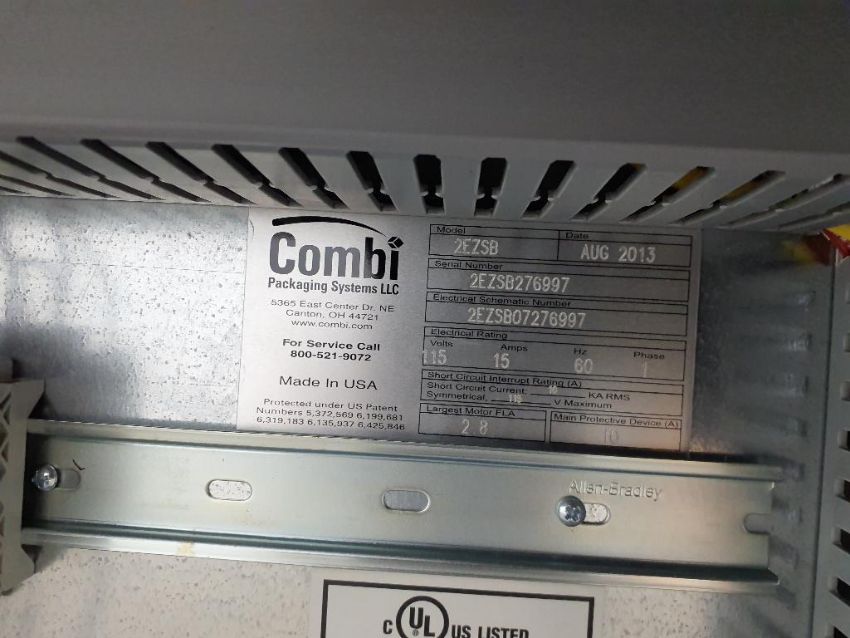 Combi
Packaging Systems LLC
5365 East Center Dr. NE
Canton, OH 44721
www.combi.com
For Service Call
800-521-9072
Made In USA
Protected under US Patent
Numbers 5,372,569 6,199,681
6,319,183 6,135,937 6,425,846
Model Date
2EZSB AUG 2013
Serial Number
2EZSB276997
Electrical Schematic Number
2EZSB07276997
Electrical Rating
Volts Amps Hz Phase
115 15 60 1
Short Circuit Interrupt Rating (A)
Short Circuit Current, KA RMS
Symmetrical, V Maximum
Largest Motor FLA Main Protective Device (A)
2.8 10
Allen-Bradley
C UL US LISTED